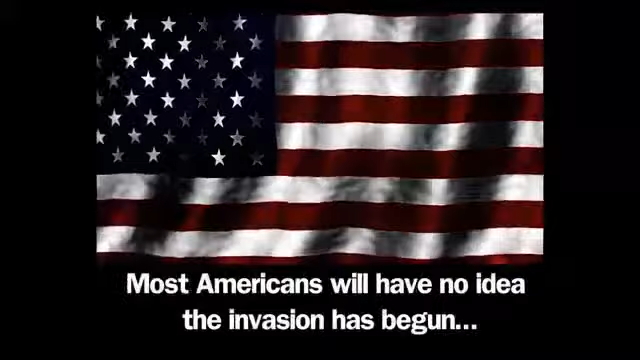 Most Americans will have no idea
the invasion has begun...